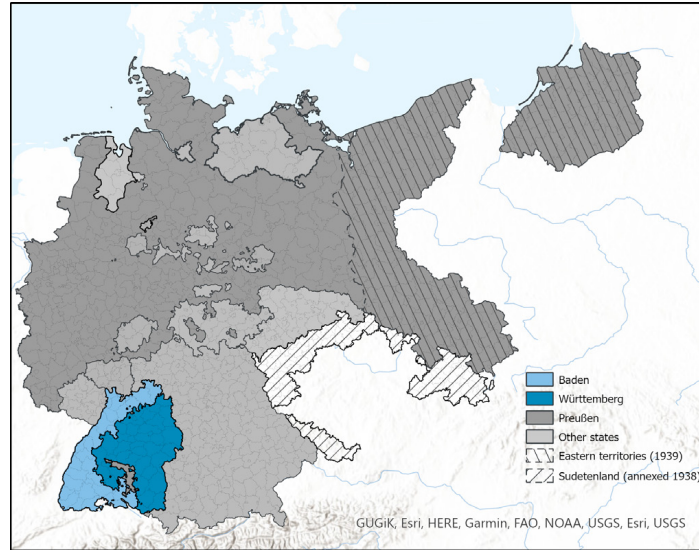 Baden
Württemberg
Preußen
Other states
Eastern territories (1939)
Sudetenland (annexed 1938)
GUGiK, Esri, HERE, Garmin, FAO, NOAA, USGS, Esri, USGS